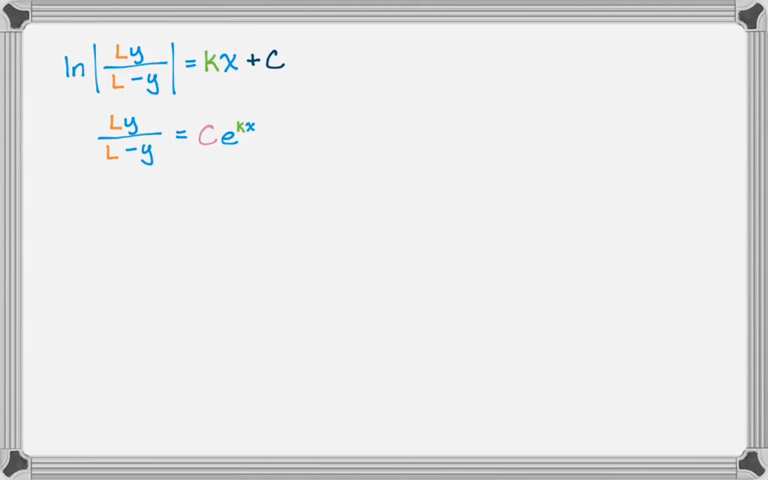 ln | Ly / L - y | = kx + C
Ly / L - y = Ce^kx